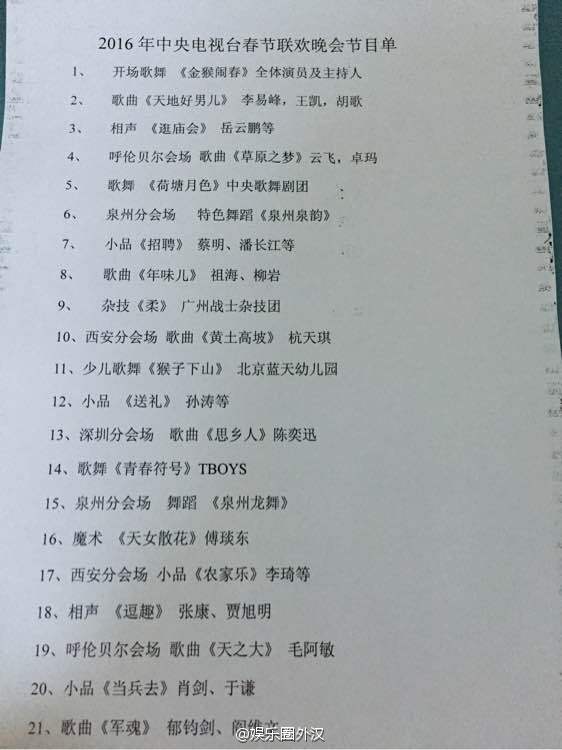 2016年中央电视台春节联欢晚会节目单
1、 开场歌舞 《金猴闹春》全体演员及主持人
2、 歌曲《天地好男儿》 李易峰，王凯，胡歌
3、 相声 《逛庙会》 岳云鹏等
4、 呼伦贝尔会场 歌曲《草原之梦》云飞，卓玛
5、 歌舞 《荷塘月色》中央歌舞剧团
6、 泉州分会场 特色舞蹈《泉州泉韵》
7、 小品《招聘》 蔡明、潘长江等
8、 歌曲《年味儿》 祖海、柳岩
9、 杂技《柔》 广州战士杂技团
10、西安分会场 歌曲《黄土高坡》 杭天琪
11、少儿歌舞《猴子下山》 北京蓝天幼儿园
12、小品 《送礼》 孙涛等
13、深圳分会场 歌曲《思乡人》陈奕迅
14、歌舞《青春符号》TBOYS
15、泉州分会场 舞蹈 《泉州龙舞》
16、魔术 《天女散花》傅琰东
17、西安分会场 小品《农家乐》李琦等
18、相声 《逗趣》 张康、贾旭明
19、呼伦贝尔会场 歌曲《天之大》 毛阿敏
20、小品《当兵去》肖剑、于谦
21、歌曲《军魂》 郁钧剑、阎维文
@娱乐圈外汉